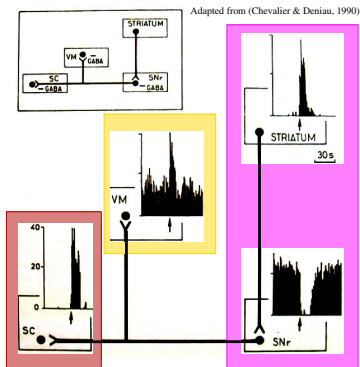 Adapted from (Chevalier & Deniau, 1990)
STRIATUM
VM
GABA
SC
GABA
SNr
GABA
STRIATUM
30s
VM
40
20
0
SC
SNr